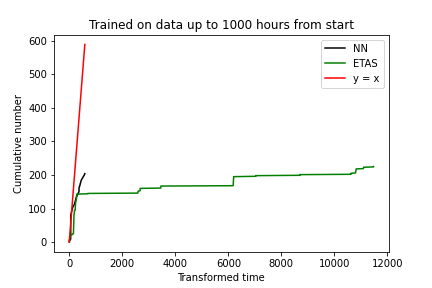 Trained on data up to 1000 hours from start
600
500
400
300
200
100
0
Cumulative number
NN
ETAS
y = x
0
2000
4000
6000
8000
10000
12000
Transformed time